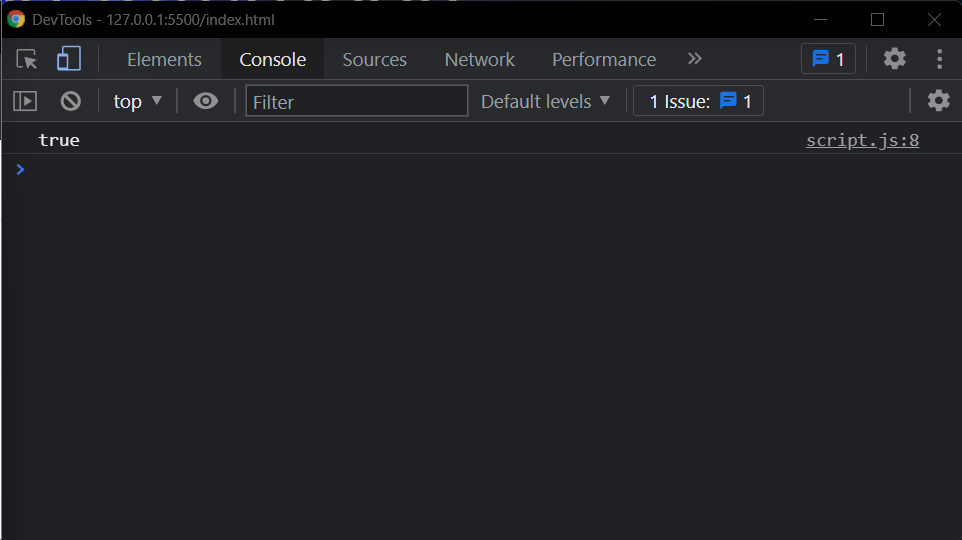 DevTools - 127.0.0.1:5500/index.html
Elements Console Sources Network Performance » 1
top Filter Default levels 1 Issue: 1
true script.js:8